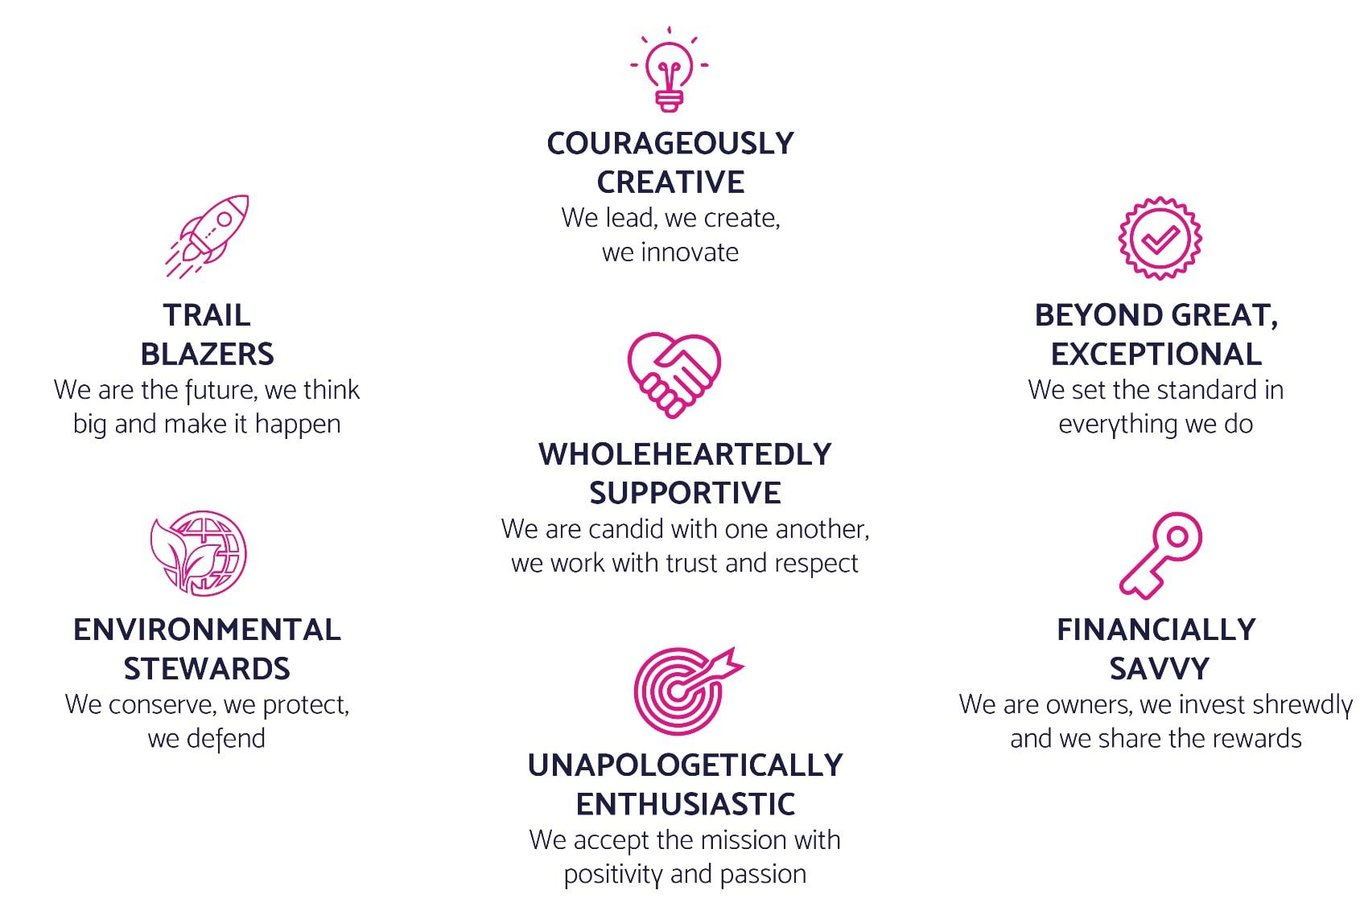 COURAGEOUSLY
CREATIVE
We lead, we create,
we innovate
TRAIL
BLAZERS
We are the future, we think
big and make it happen
BEYOND GREAT,
EXCEPTIONAL
We set the standard in
everything we do
WHOLEHEARTEDLY
SUPPORTIVE
We are candid with one another,
we work with trust and respect
ENVIRONMENTAL
STEWARDS
We conserve, we protect,
we defend
FINANCIALLY
SAVVY
We are owners, we invest shrewdly
and we share the rewards
UNAPOLOGETICALLY
ENTHUSIASTIC
We accept the mission with
positivity and passion